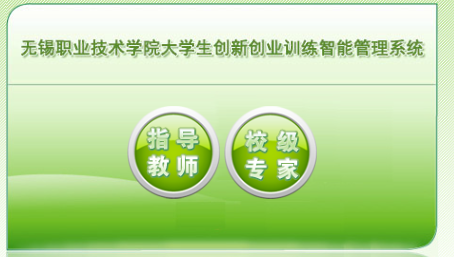 无锡职业技术学院大学生创新创业训练智能管理系统
指导
教师
校级
专家